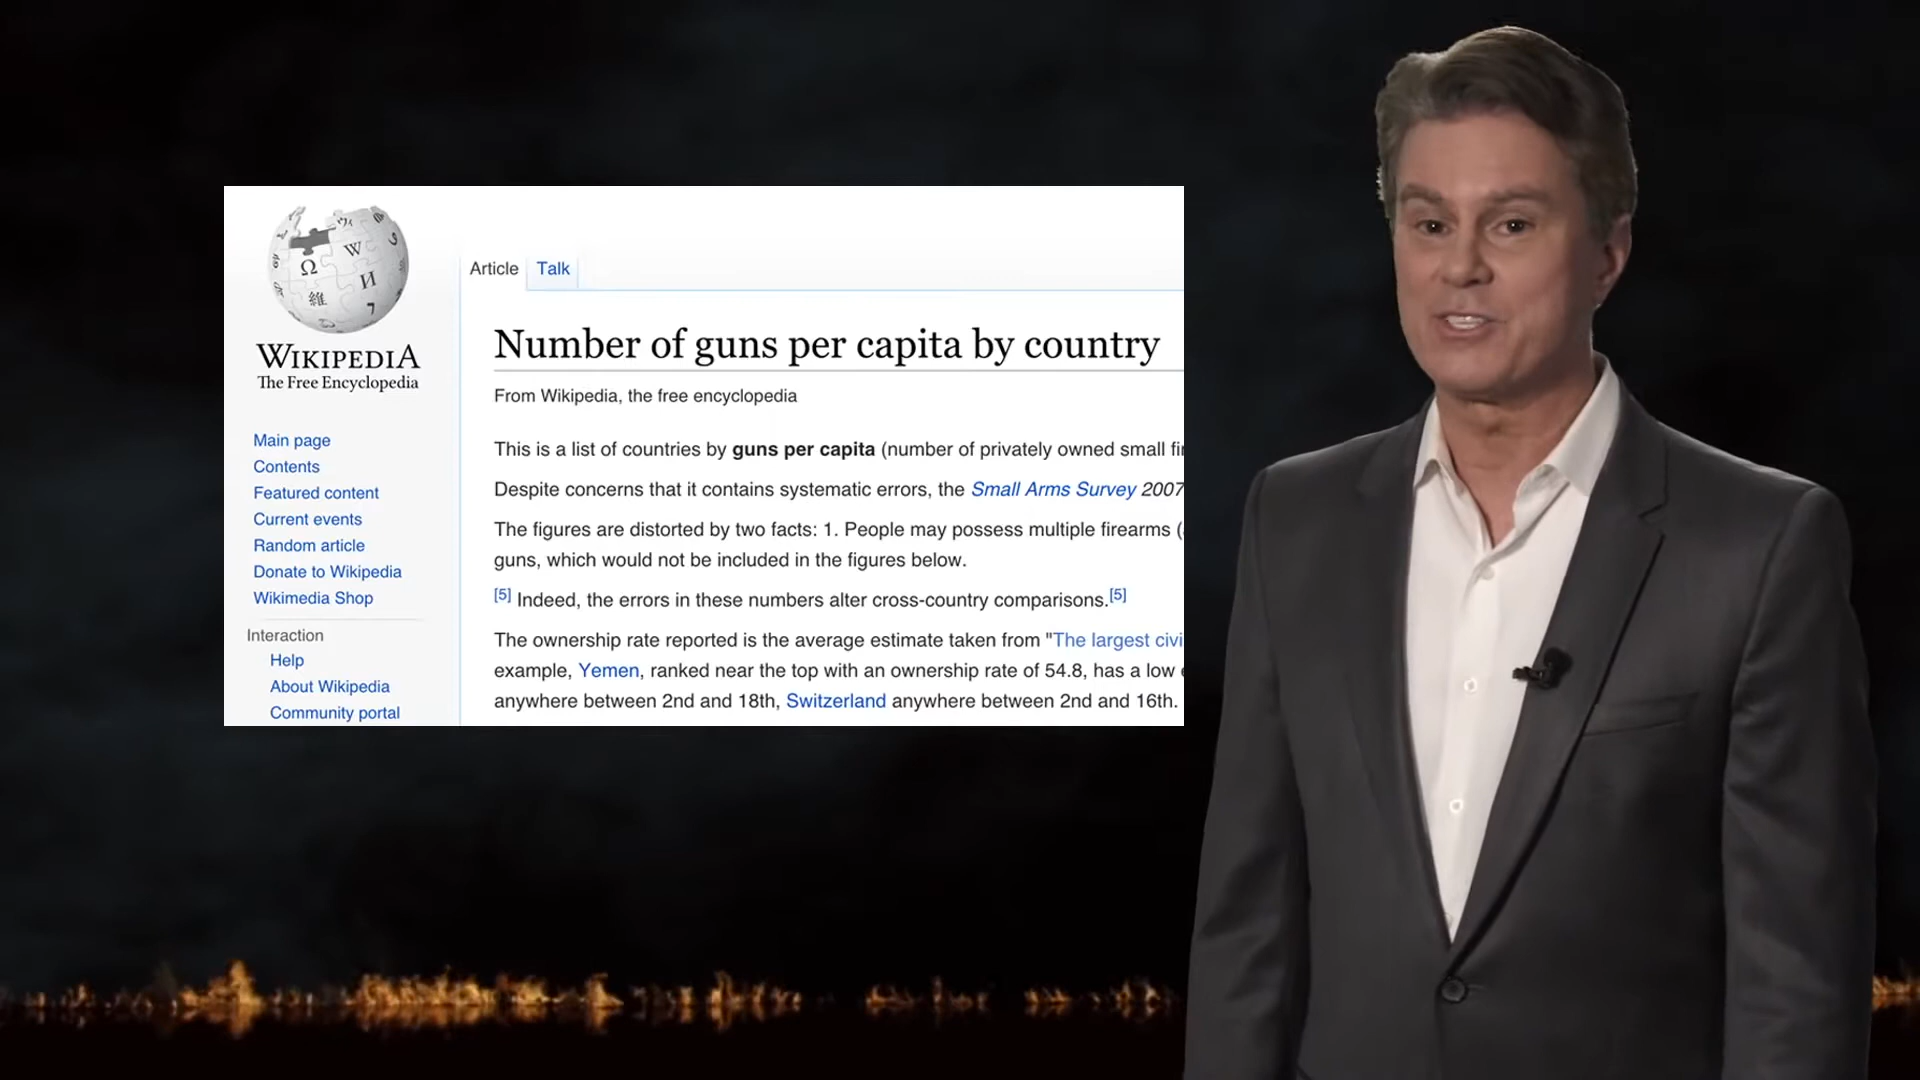 WIKIPEDIA
The Free Encyclopedia
Main page
Contents
Featured content
Current events
Random article
Donate to Wikipedia
Wikimedia Shop
Interaction
Help
About Wikipedia
Community portal
Article Talk
Number of guns per capita by country
From Wikipedia, the free encyclopedia
This is a list of countries by guns per capita (number of privately owned small fi
Despite concerns that it contains systematic errors, the Small Arms Survey 2007
The figures are distorted by two facts: 1. People may possess multiple firearms (
guns, which would not be included in the figures below.
[5] Indeed, the errors in these numbers alter cross-country comparisons.[5]
The ownership rate reported is the average estimate taken from "The largest civi
example, Yemen, ranked near the top with an ownership rate of 54.8, has a low
anywhere between 2nd and 18th, Switzerland anywhere between 2nd and 16th.